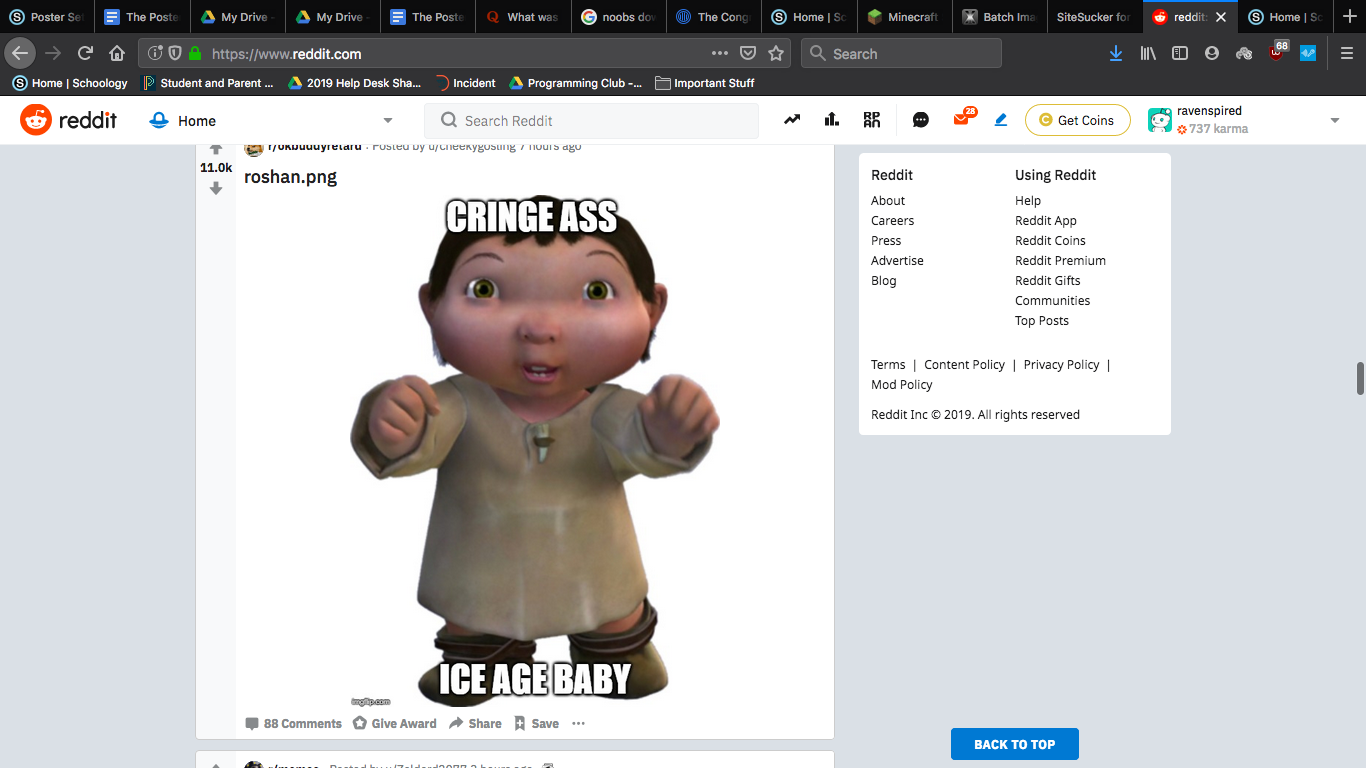 Poster Set
The Poste
My Drive -
My Drive -
The Poste
What was
noobs dow
The Cong
Home | Sc
Minecraft
Batch Ima
SiteSucker for
reddit:
Home | Sc
https://www.reddit.com
Search
68
Home | Schoology
Student and Parent ...
2019 Help Desk Sha...
Incident
Programming Club -...
Important Stuff
reddit
Home
Search Reddit
28
Get Coins
ravenspired
737 karma
r/okbuddyretard · Posted by u/cheekygosling 7 hours ago
11.0k
roshan.png
CRINGE ASS
ICE AGE BABY
imgflip.com
88 Comments
Give Award
Share
Save
Reddit
About
Careers
Press
Advertise
Blog
Using Reddit
Help
Reddit App
Reddit Coins
Reddit Premium
Reddit Gifts
Communities
Top Posts
Terms | Content Policy | Privacy Policy |
Mod Policy
Reddit Inc © 2019. All rights reserved
BACK TO TOP
r/memes · Posted by